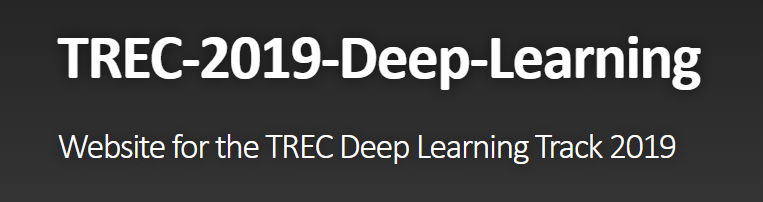 TREC-2019-Deep-Learning
Website for the TREC Deep Learning Track 2019